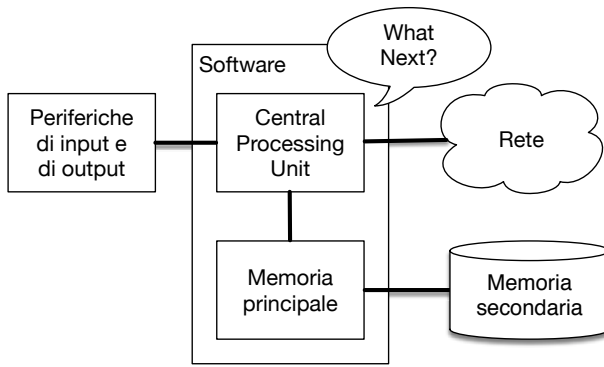 What
Next?
Software
Periferiche
di input e
di output
Central
Processing
Unit
Rete
Memoria
principale
Memoria
secondaria